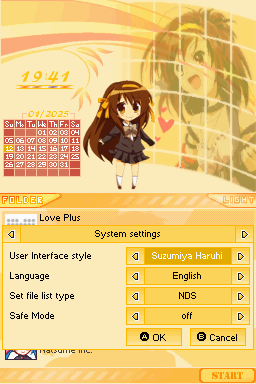 19:41
01/2025
Su Mo Tu We Th Fr Sa
01 02 03 04
05 06 07 08 09 10 11
12 13 14 15 16 17 18
19 20 21 22 23 24 25
26 27 28 29 30 31
FOLDER LIGHT
Love Plus
System settings
User Interface style Suzumiya Haruhi
Language English
Set file list type NDS
Safe Mode off
A OK B Cancel
Natsume Inc.
START